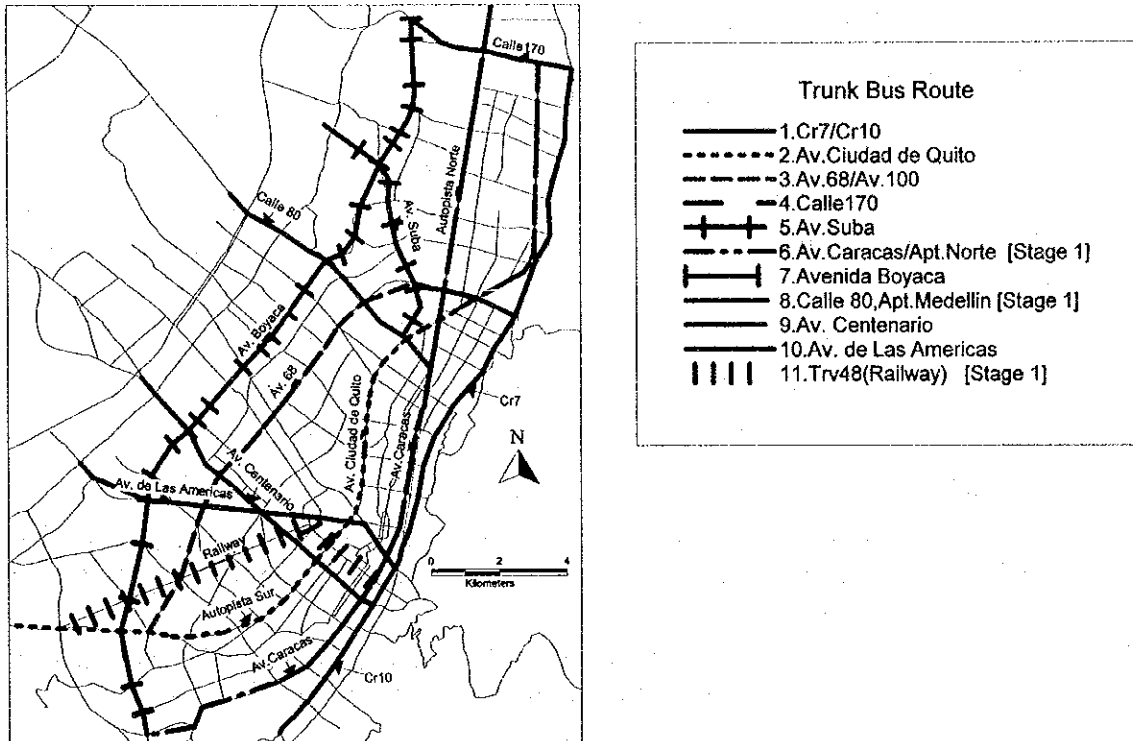 Calle170
Calle 80
Autopista Norte
Av. Suba
Av. Boyaca
Av. 68
Av. Ciudad de Quito
Av.Caracas
Cr7
N
Av. Centenario
Av. de Las Americas
Railway
0 2 4
Kilometers
Autopista Sur
Av.Caracas
Cr10
Trunk Bus Route
1.Cr7/Cr10
2.Av.Ciudad de Quito
3.Av.68/Av.100
4.Calle170
5.Av.Suba
6.Av.Caracas/Apt.Norte [Stage 1]
7.Avenida Boyaca
8.Calle 80,Apt.Medellin [Stage 1]
9.Av. Centenario
10.Av. de Las Americas
11.Trv48(Railway) [Stage 1]